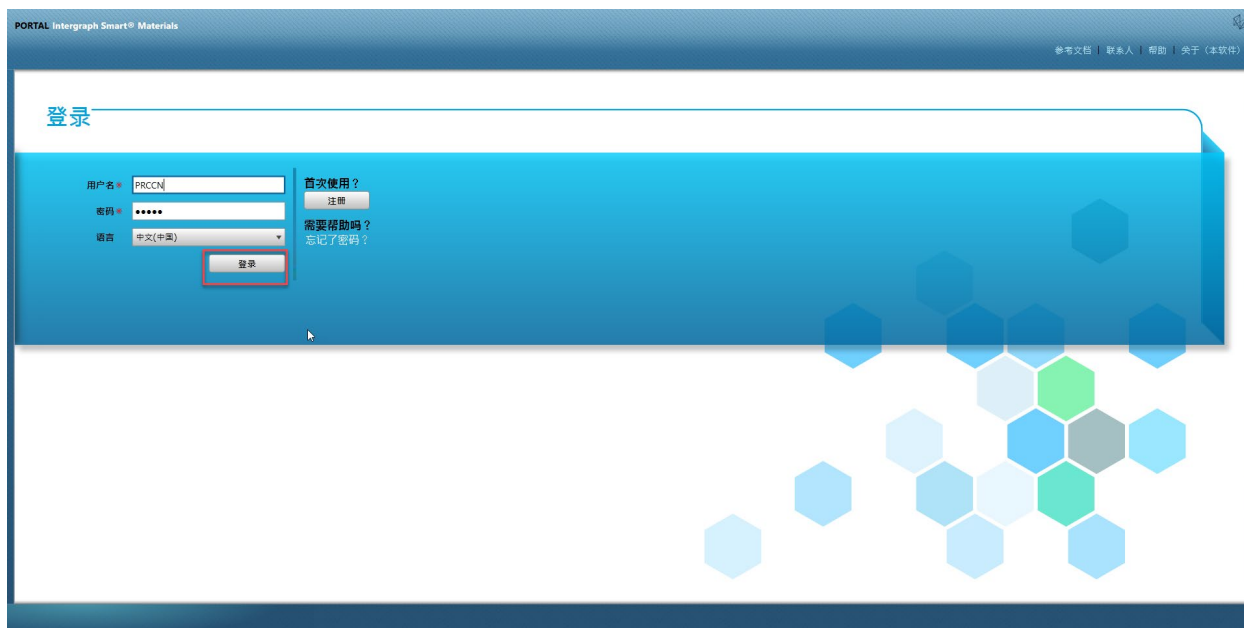 PORTAL Intergraph Smart® Materials
参考文档 | 联系人 | 帮助 | 关于（本软件）
登录
用户名* PRCCN
首次使用？
注册
密码* •••••
需要帮助吗？
语言 中文(中国)
忘记了密码？
登录